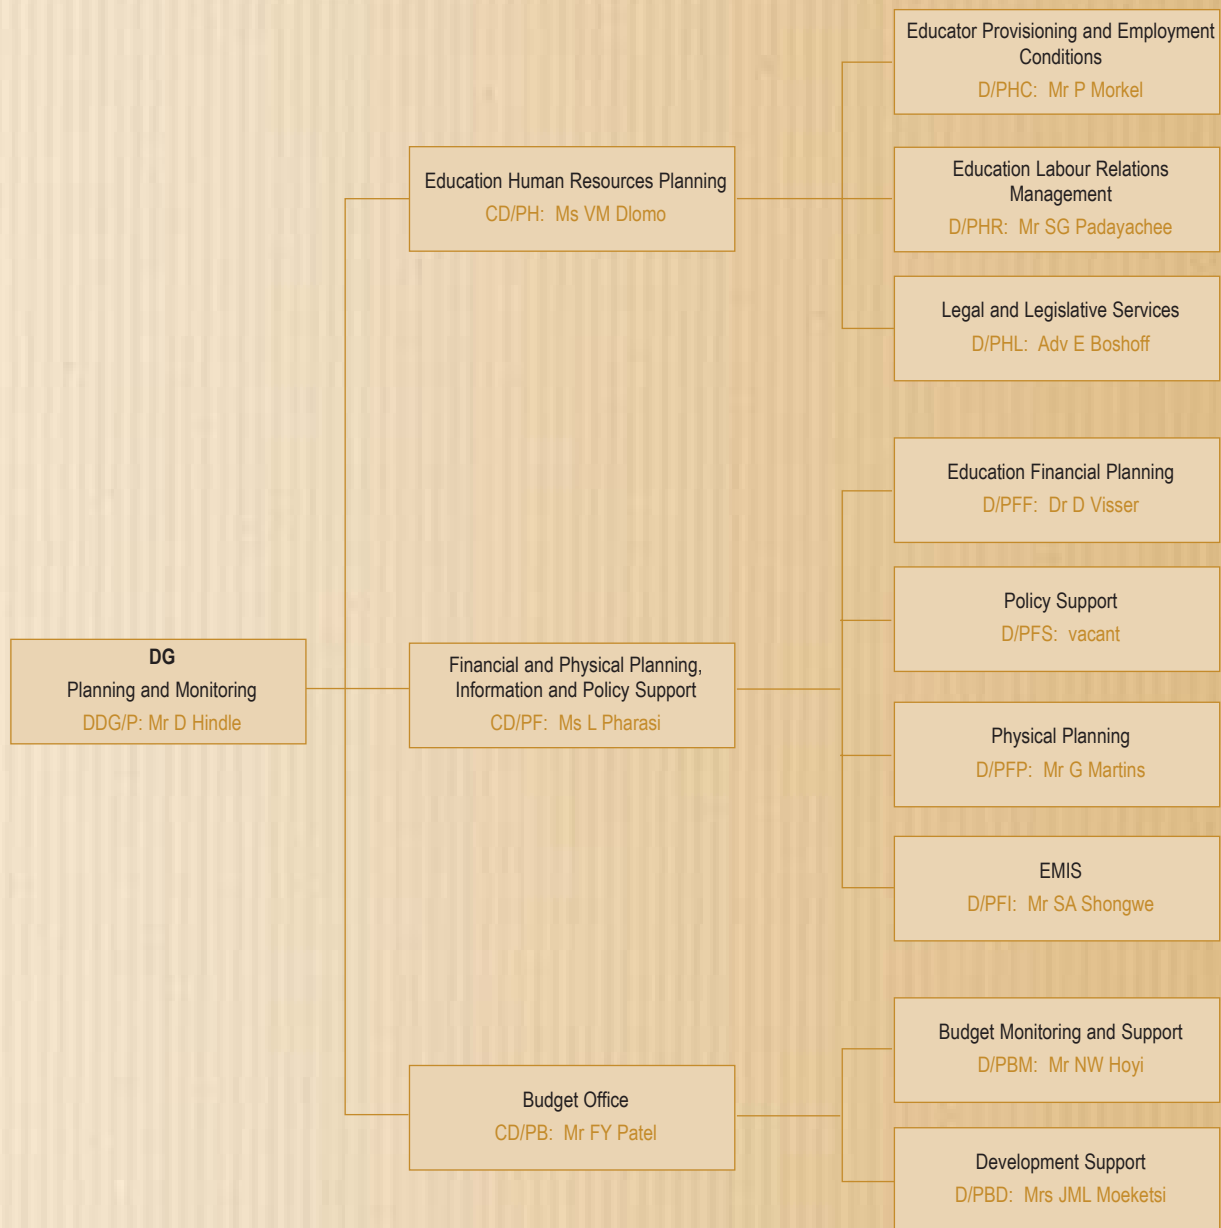 DG
Planning and Monitoring
DDG/P: Mr D Hindle
Education Human Resources Planning
CD/PH: Ms VM Dlomo
Educator Provisioning and Employment
Conditions
D/PHC: Mr P Morkel
Education Labour Relations
Management
D/PHR: Mr SG Padayachee
Legal and Legislative Services
D/PHL: Adv E Boshoff
Financial and Physical Planning,
Information and Policy Support
CD/PF: Ms L Pharasi
Education Financial Planning
D/PFF: Dr D Visser
Policy Support
D/PFS: vacant
Physical Planning
D/PFP: Mr G Martins
EMIS
D/PFI: Mr SA Shongwe
Budget Office
CD/PB: Mr FY Patel
Budget Monitoring and Support
D/PBM: Mr NW Hoyi
Development Support
D/PBD: Mrs JML Moeketsi